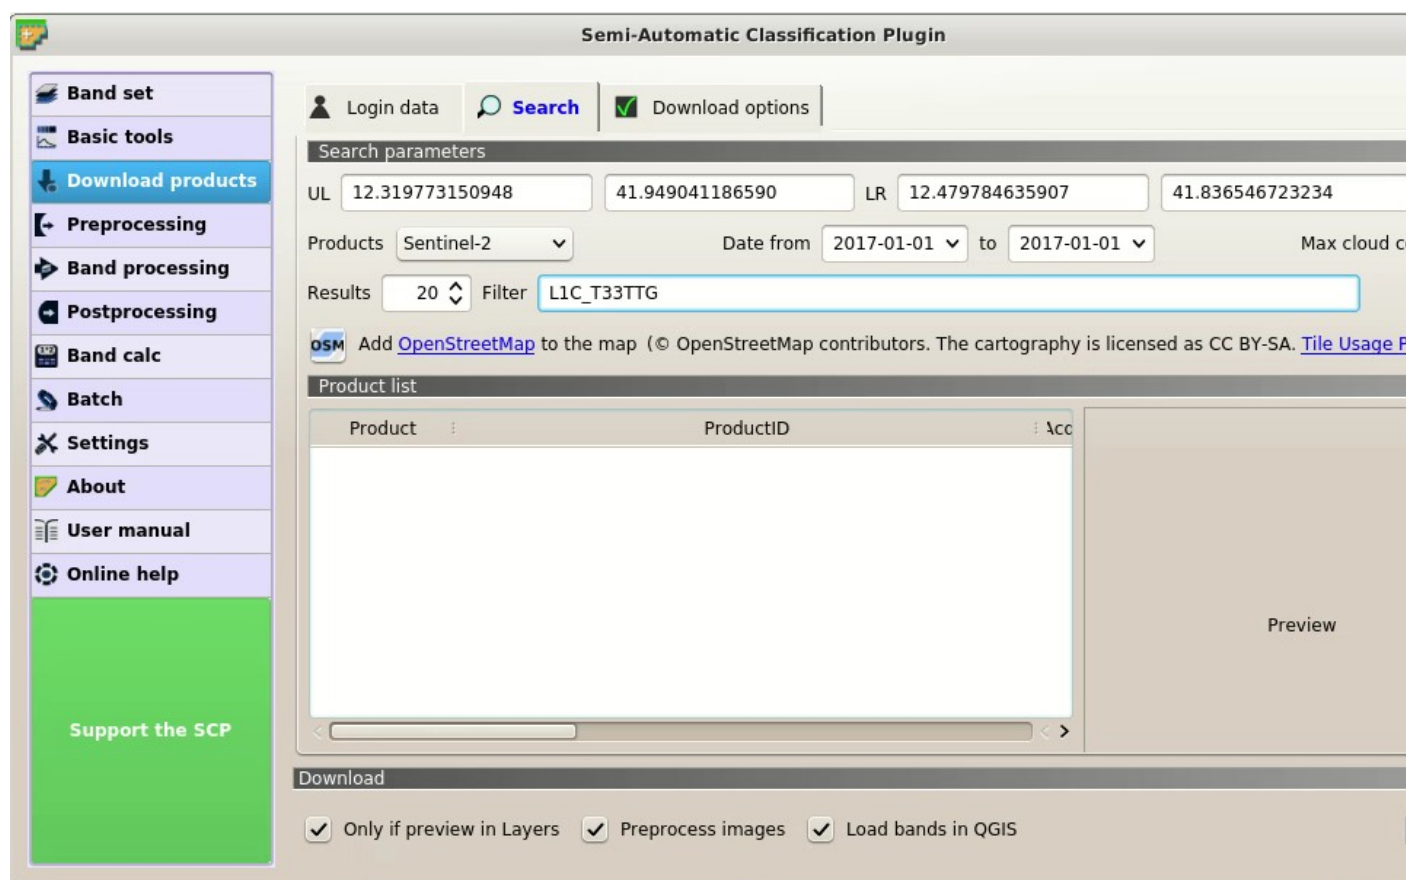 Semi-Automatic Classification Plugin
Band set
Basic tools
Download products
Preprocessing
Band processing
Postprocessing
Band calc
Batch
Settings
About
User manual
Online help
Support the SCP
Login data Search Download options
Search parameters
UL 12.319773150948 41.949041186590 LR 12.479784635907 41.836546723234
Products Sentinel-2 Date from 2017-01-01 to 2017-01-01 Max cloud c
Results 20 Filter L1C_T33TTG
OSM Add OpenStreetMap to the map (© OpenStreetMap contributors. The cartography is licensed as CC BY-SA. Tile Usage P
Product list
Product ProductID Acc
Preview
Download
Only if preview in Layers Preprocess images Load bands in QGIS